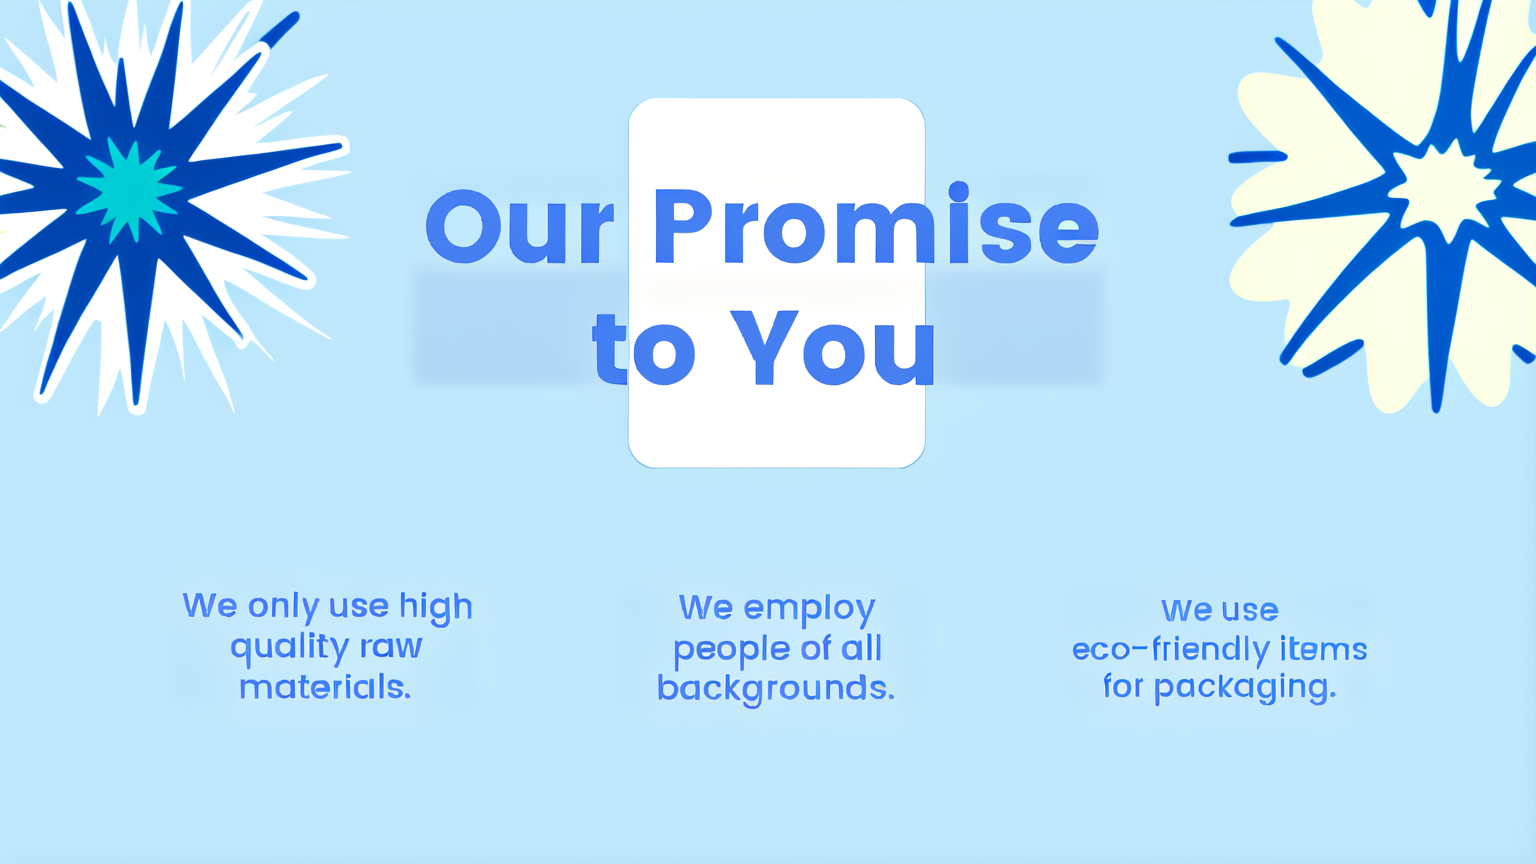 Our Promise
to You
We only use high
quality raw
materials.
We employ
people of all
backgrounds.
We use
eco-friendly items
for packaging.